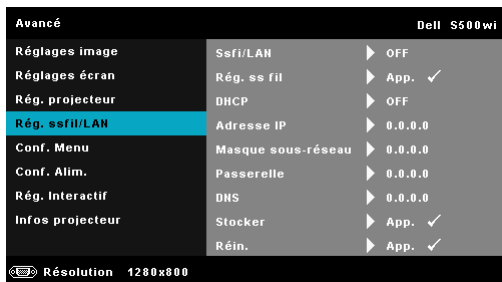 Avancé Dell S500wi
Réglages image
Réglages écran
Rég. projecteur
Rég. ssfil/LAN
Conf. Menu
Conf. Alim.
Rég. Interactif
Infos projecteur
Ssfi/LAN OFF
Rég. ss fil App. ✓
DHCP OFF
Adresse IP 0.0.0.0
Masque sous-réseau 0.0.0.0
Passerelle 0.0.0.0
DNS 0.0.0.0
Stocker App. ✓
Réin. App. ✓
Résolution 1280x800